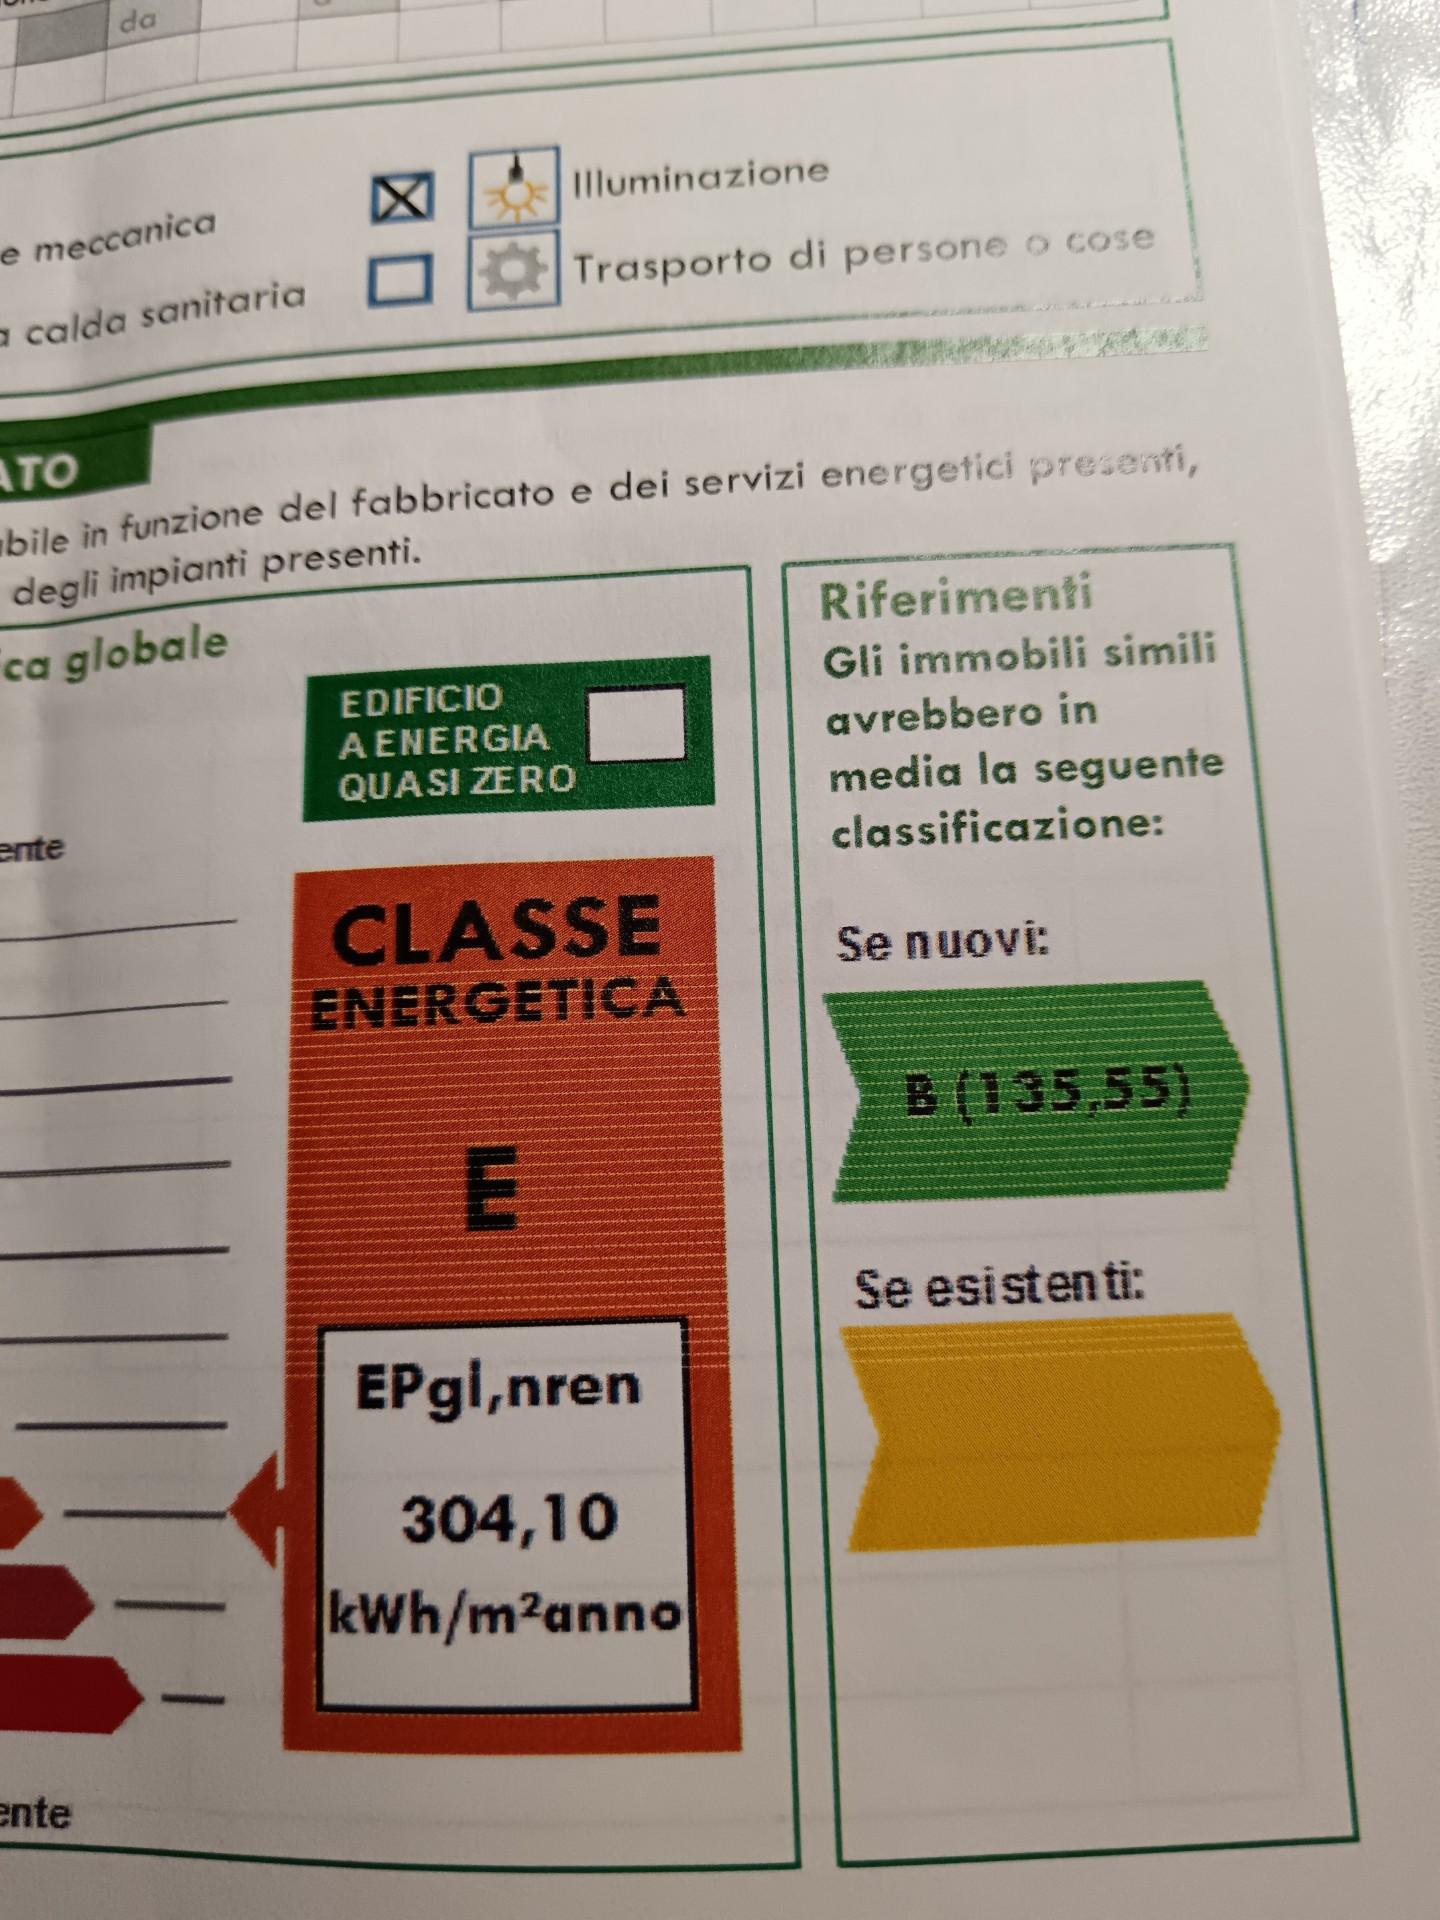 da
e meccanica
Illuminazione
a calda sanitaria
Trasporto di persone o cose
ATO
abile in funzione del fabbricato e dei servizi energetici presenti,
degli impianti presenti.
ica globale
EDIFICIO
A ENERGIA
QUASI ZERO
ente
CLASSE
ENERGETICA
E
EPgl,nren
304,10
kWh/m²anno
ente
Riferimenti
Gli immobili simili
avrebbero in
media la seguente
classificazione:
Se nuovi:
B (135,55)
Se esistenti: